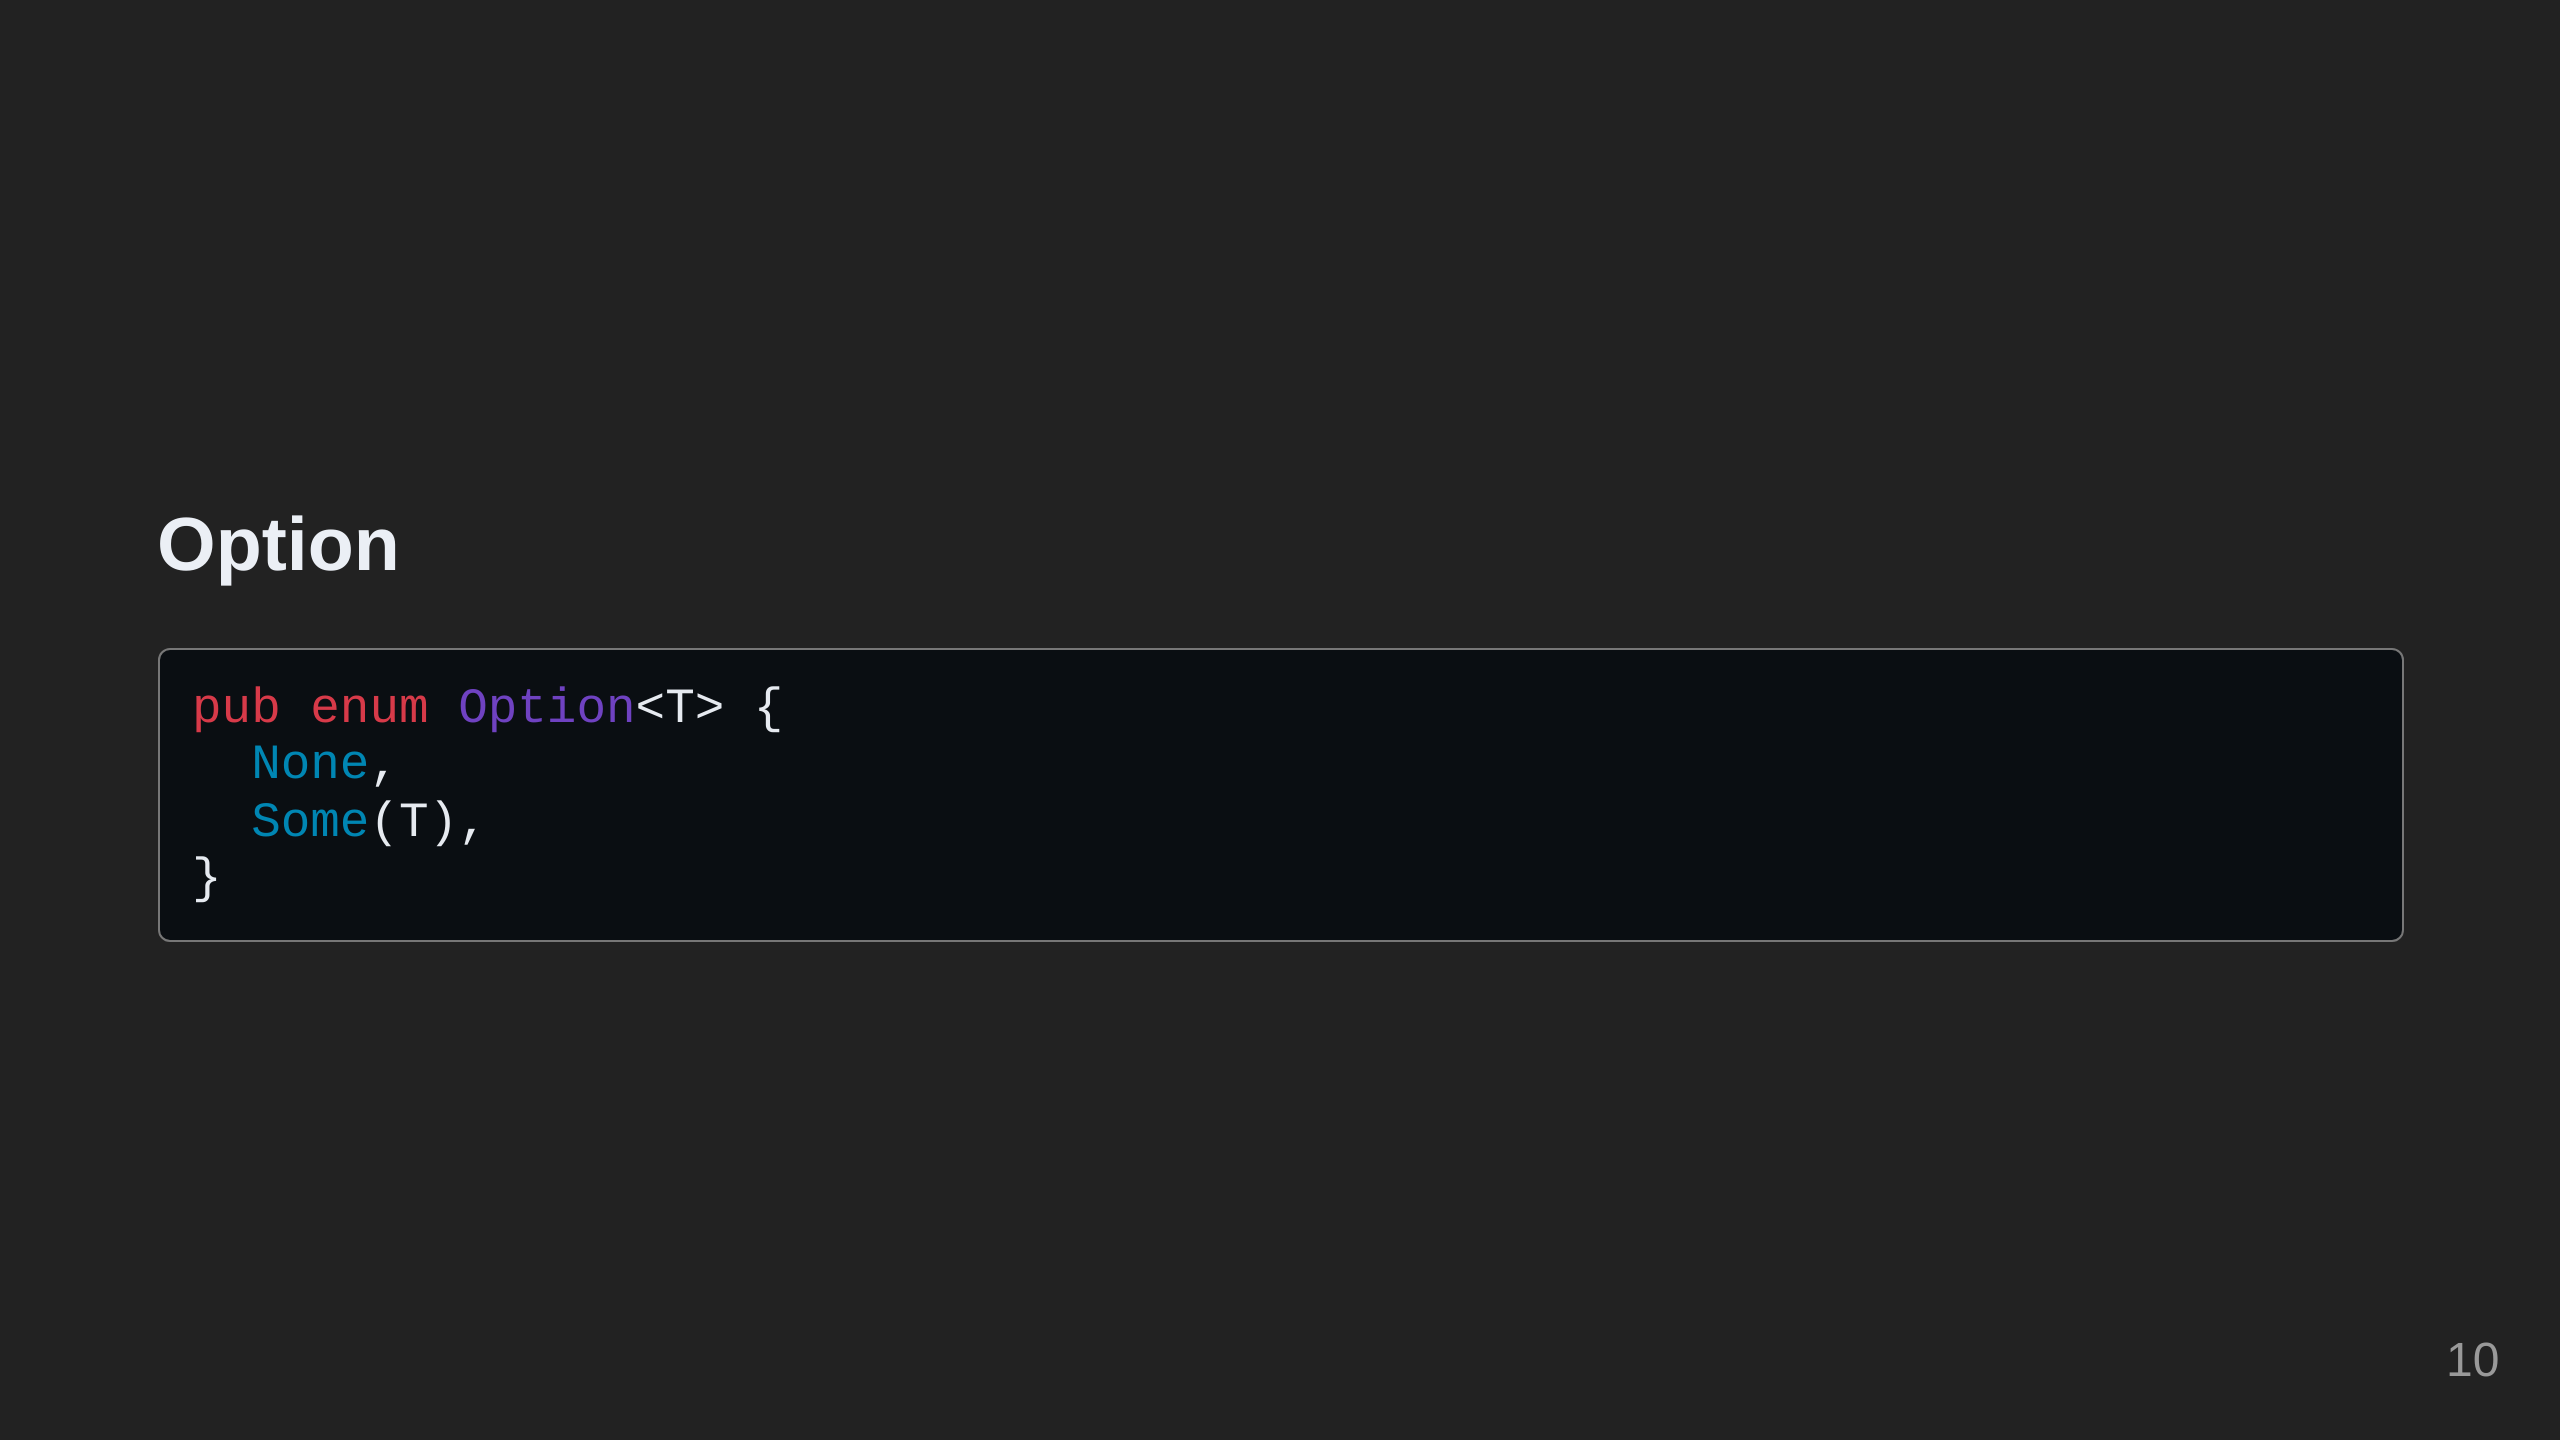 Option
pub enum Option<T> {
  None,
  Some(T),
}
10